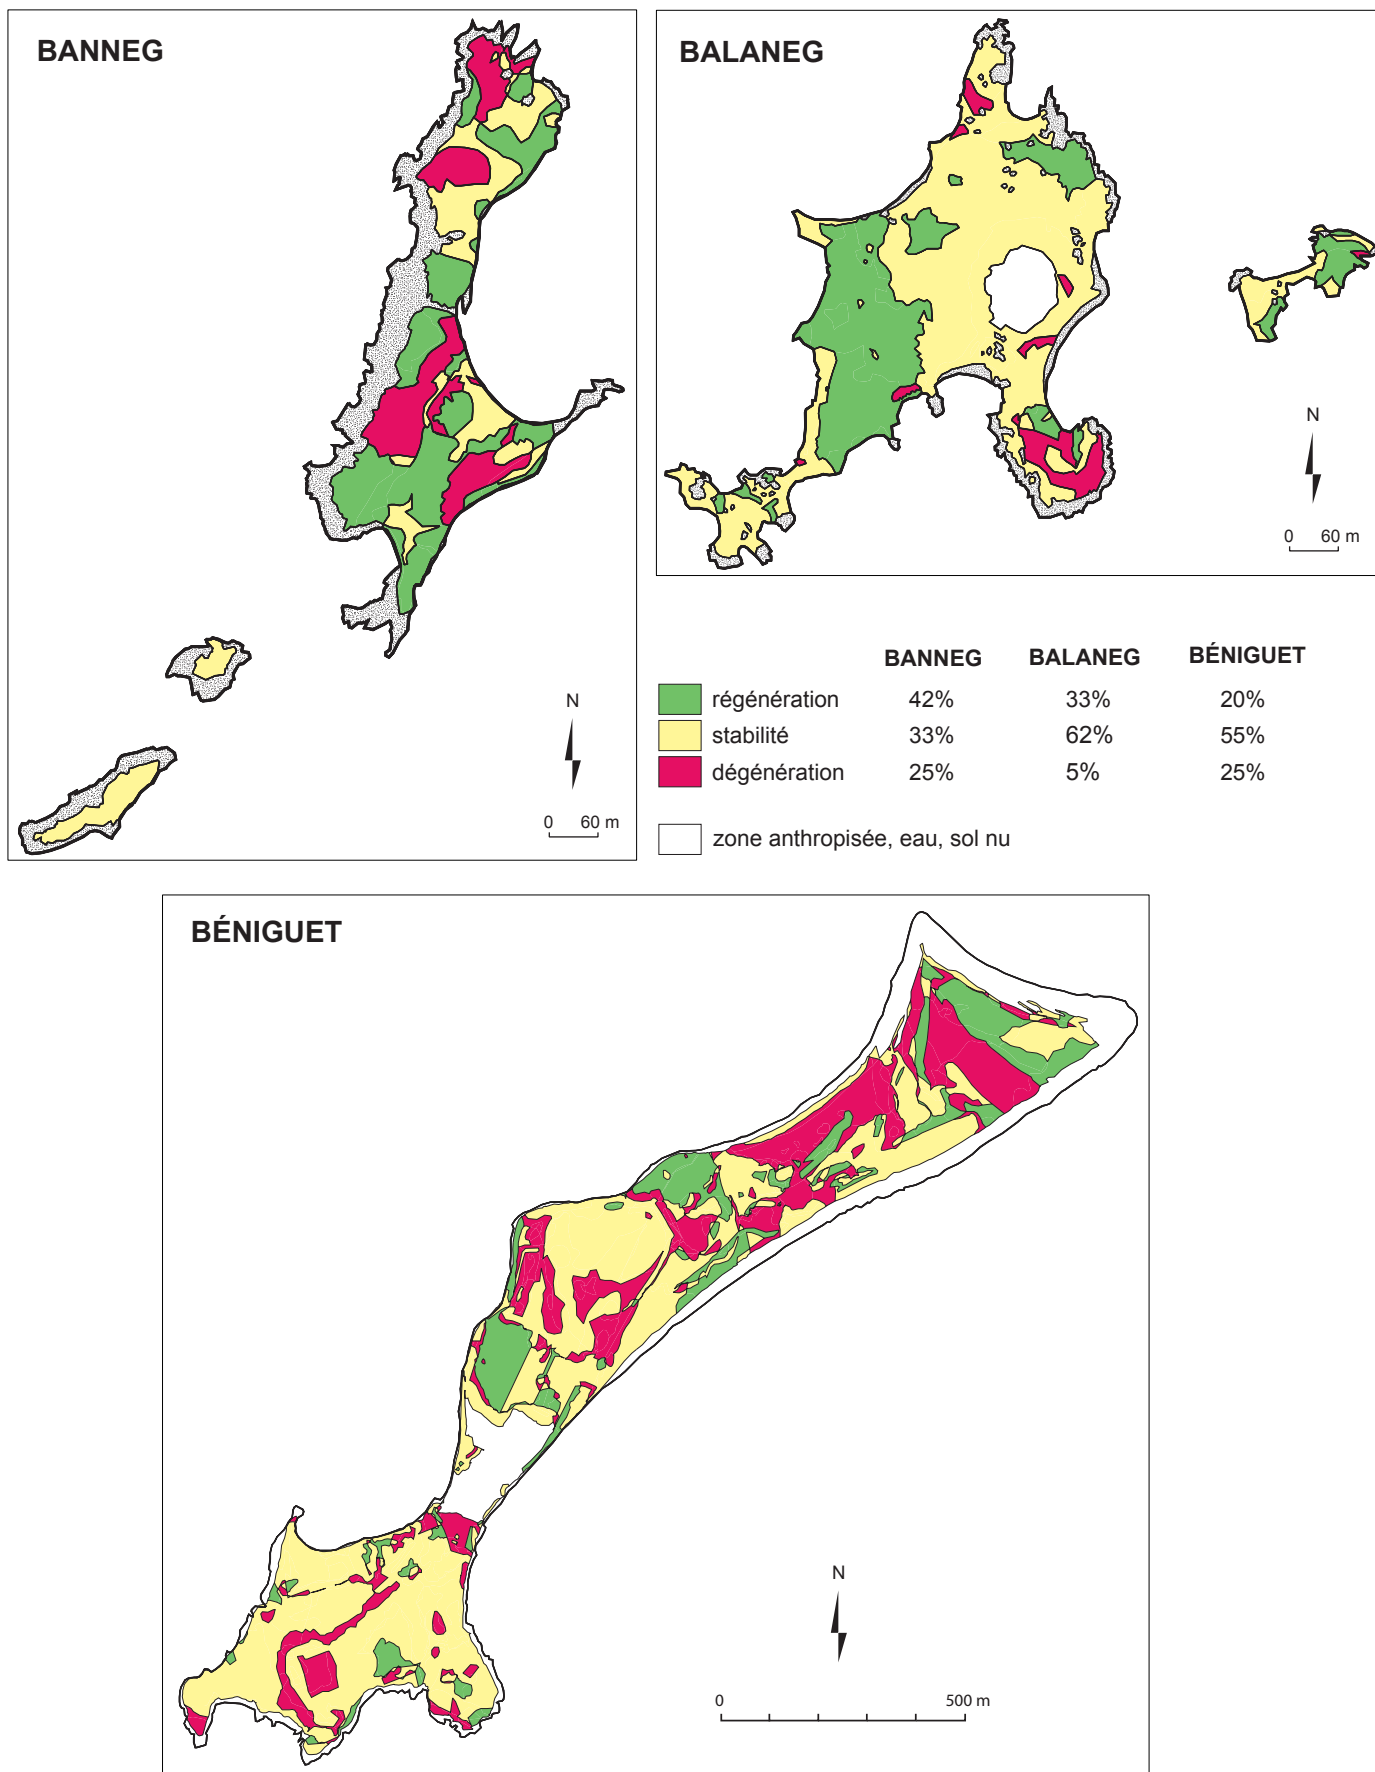 BANNEG
N
0 60 m
BALANEG
N
0 60 m
BANNEG BALANEG BÉNIGUET
régénération 42% 33% 20%
stabilité 33% 62% 55%
dégénération 25% 5% 25%
zone anthropisée, eau, sol nu
BÉNIGUET
N
0 500 m